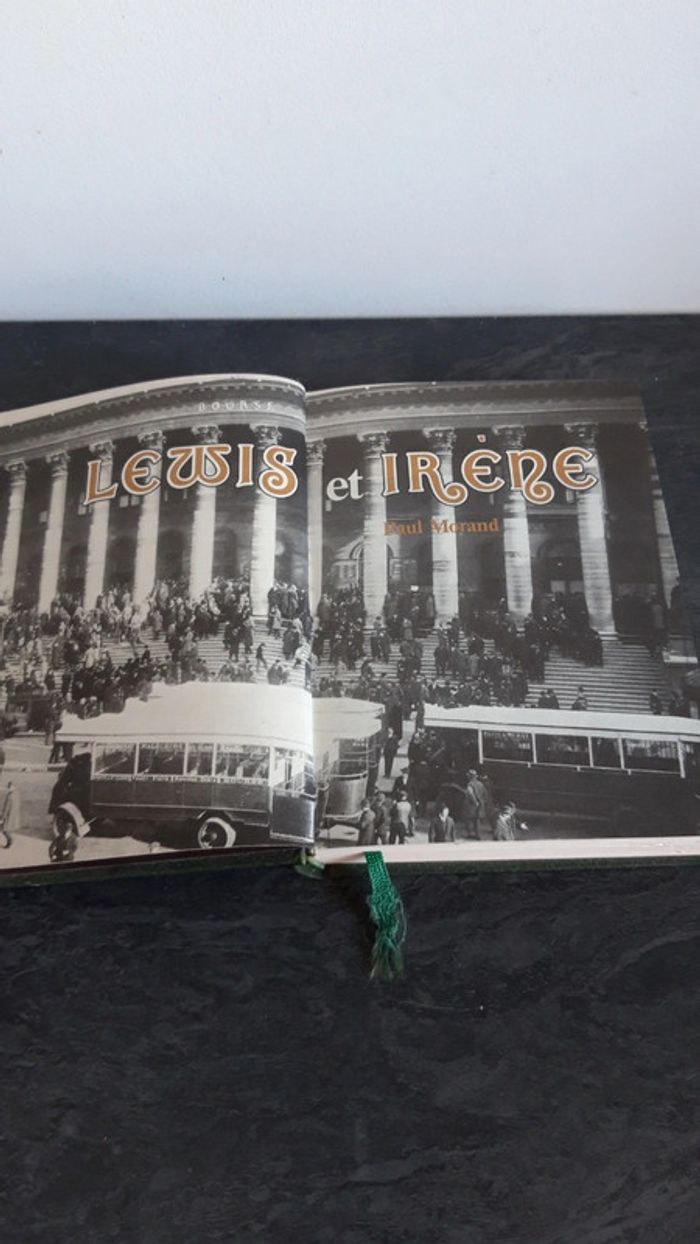 BOURSE
LEWIS et IRÈNE
Paul Morand